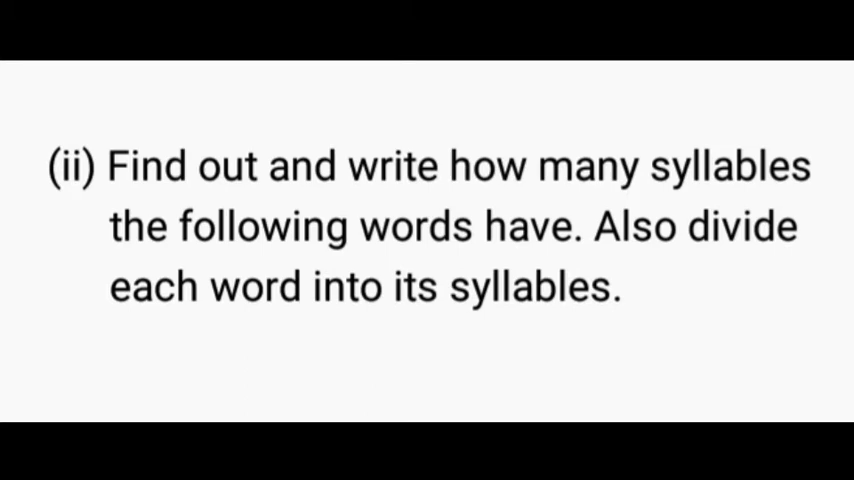 (ii) Find out and write how many syllables
the following words have. Also divide
each word into its syllables.